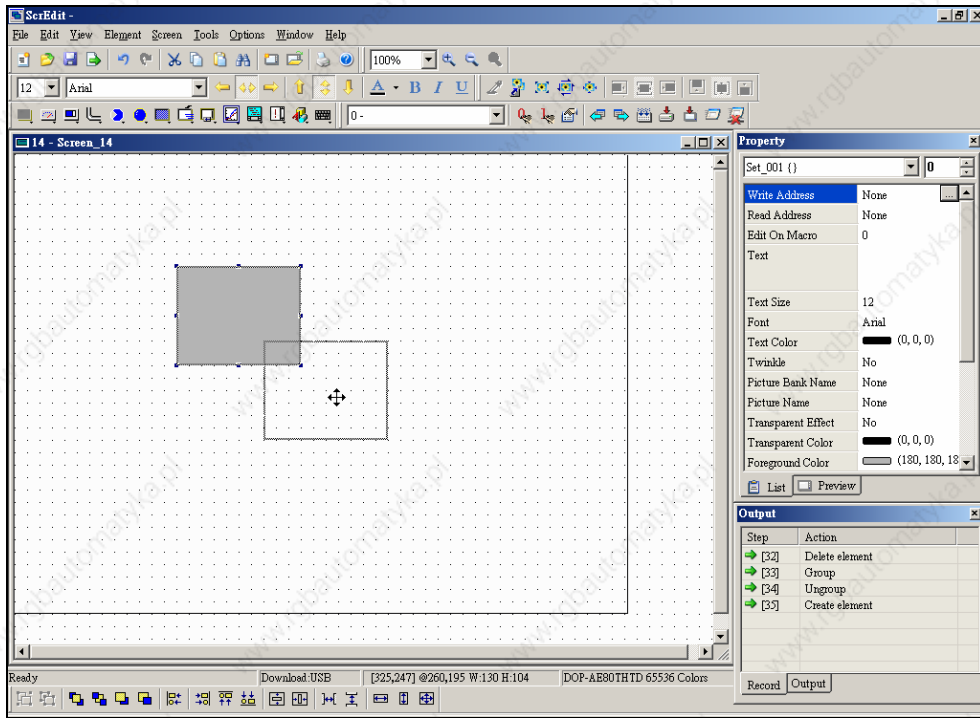 ScrEdit -
File Edit View Element Screen Tools Options Window Help
100%
12 Arial A B I U
0 -
14 - Screen_14
Property
Set_001 {} 0
Write Address None ...
Read Address None
Edit On Macro 0
Text
Text Size 12
Font Arial
Text Color (0, 0, 0)
Twinkle No
Picture Bank Name None
Picture Name None
Transparent Effect No
Transparent Color (0, 0, 0)
Foreground Color (180, 180, 18
List Preview
Output
Step Action
[32] Delete element
[33] Group
[34] Ungroup
[35] Create element
Record Output
Ready Download:USB [325,247] @260,195 W:130 H:104 DOP-AE80THTD 65536 Colors
www.rgbautomatyka.pl